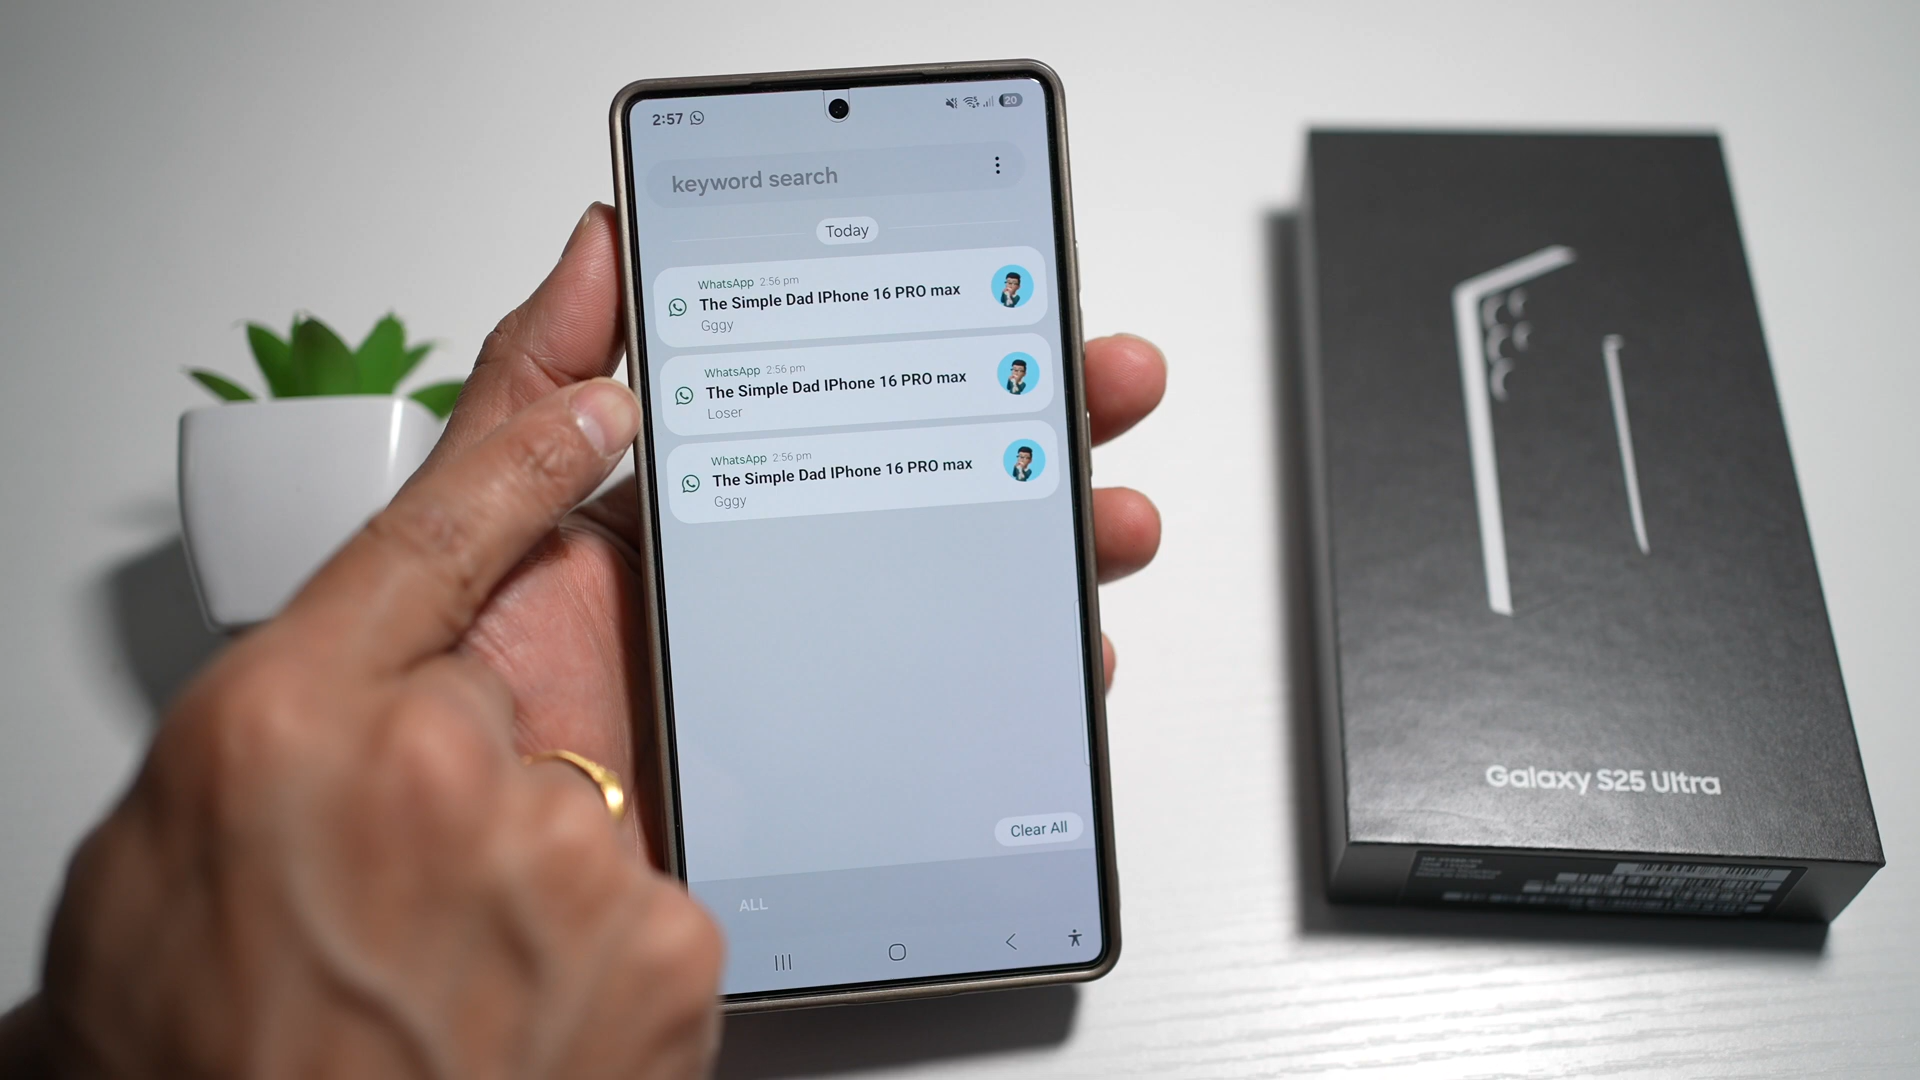 2:57
20
keyword search
Today
WhatsApp 2:56 pm
The Simple Dad IPhone 16 PRO max
Gggy
WhatsApp 2:56 pm
The Simple Dad IPhone 16 PRO max
Loser
WhatsApp 2:56 pm
The Simple Dad IPhone 16 PRO max
Gggy
Clear All
ALL
Galaxy S25 Ultra